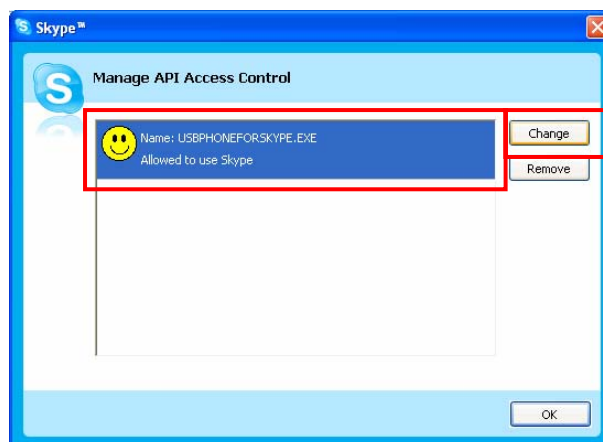 Skype™
Manage API Access Control
Name: USBPHONEFORSKYPE.EXE
Allowed to use Skype
Change
Remove
OK